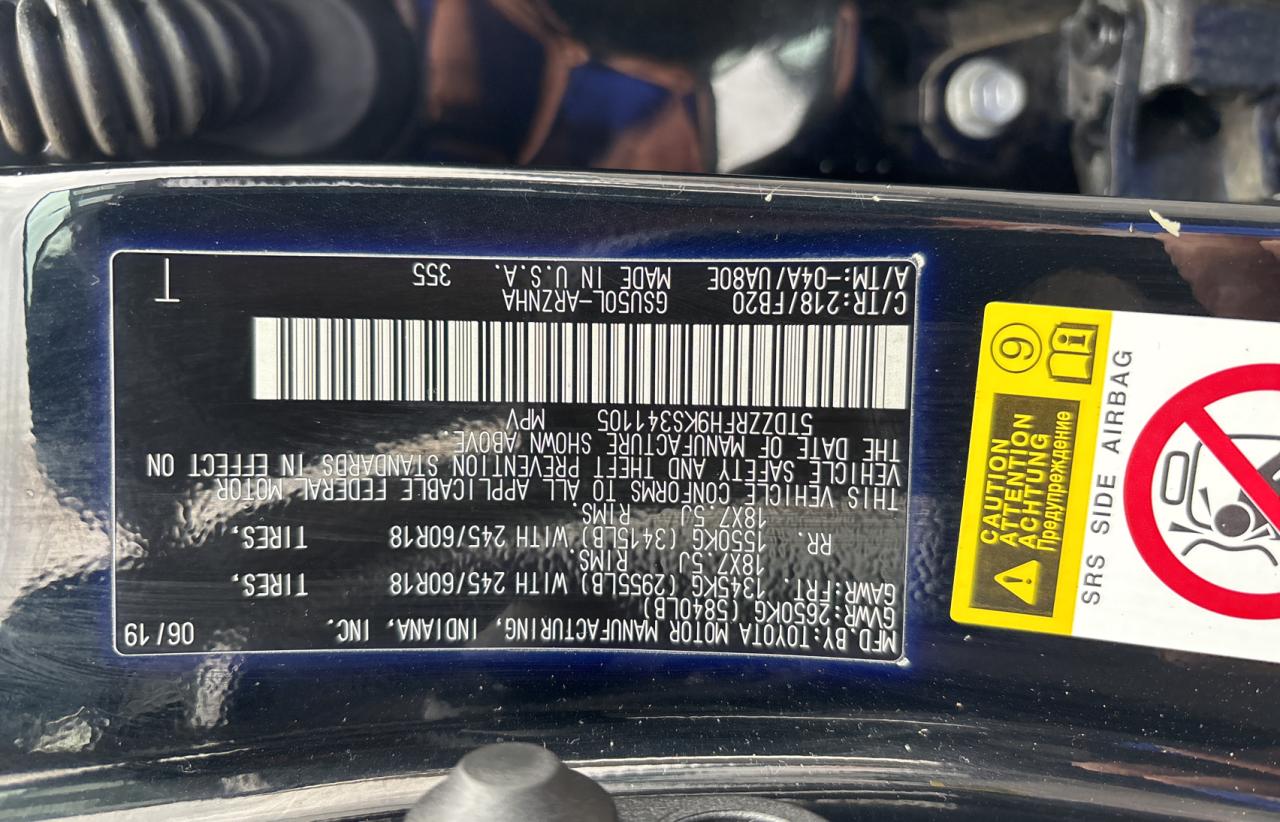 MFD.BY:TOYOTA MOTOR MANUFACTURING, INDIANA, INC. 06/19
GVWR:2650KG(5840LB)
GAWR:FRT. 1345KG(2955LB) WITH 245/60R18 TIRES,
18X7.5J RIMS.
RR. 1550KG(3415LB) WITH 245/60R18 TIRES,
18X7.5J RIMS.
THIS VEHICLE CONFORMS TO ALL APPLICABLE FEDERAL MOTOR
VEHICLE SAFETY AND THEFT PREVENTION STANDARDS IN EFFECT ON
THE DATE OF MANUFACTURE SHOWN ABOVE.
5TDZZRFH9KS341105 MPV
C/TR:218/FB20 GSU50L-ARZNHA
A/TM:-04A/UA80E MADE IN U.S.A. 355 T
CAUTION
ATTENTION
ACHTUNG
Предупреждение
SRS SIDE AIRBAG